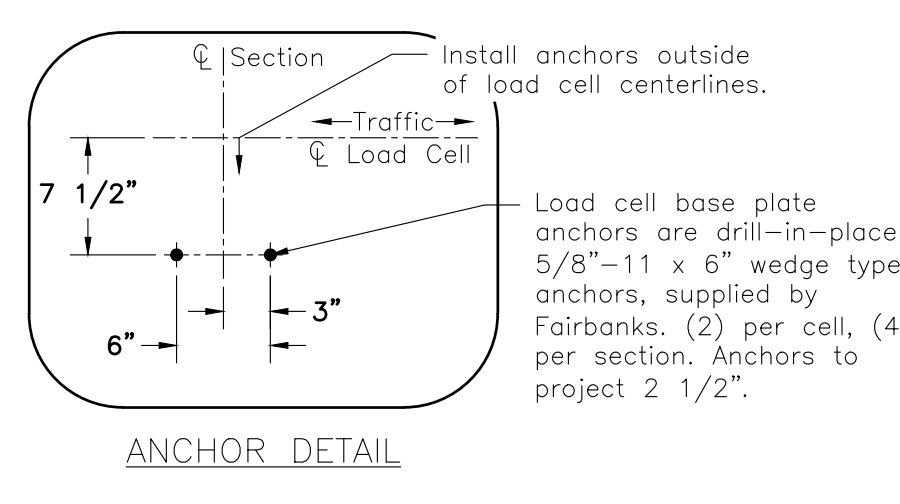 ℄ Section
Install anchors outside
of load cell centerlines.
Traffic
℄ Load Cell
7 1/2"
Load cell base plate
anchors are drill-in-place
5/8"-11 x 6" wedge type
anchors, supplied by
Fairbanks. (2) per cell, (4
per section. Anchors to
project 2 1/2".
3"
6"
ANCHOR DETAIL